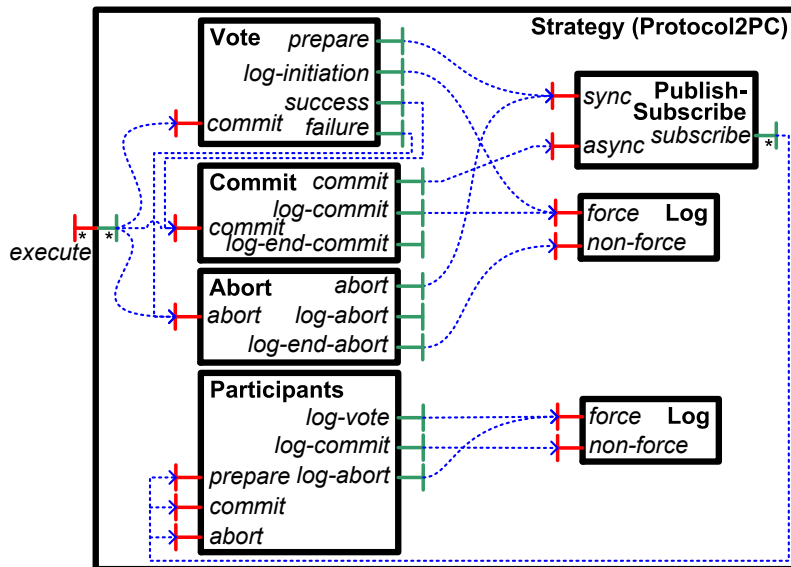 Strategy (Protocol2PC)
Vote
prepare
log-initiation
success
commit
failure
Publish-
Subscribe
sync
subscribe
async
*
Commit
commit
log-commit
commit
log-end-commit
force
Log
non-force
execute
*
*
Abort
abort
abort
log-abort
log-end-abort
Participants
log-vote
log-commit
prepare
log-abort
commit
abort
force
Log
non-force